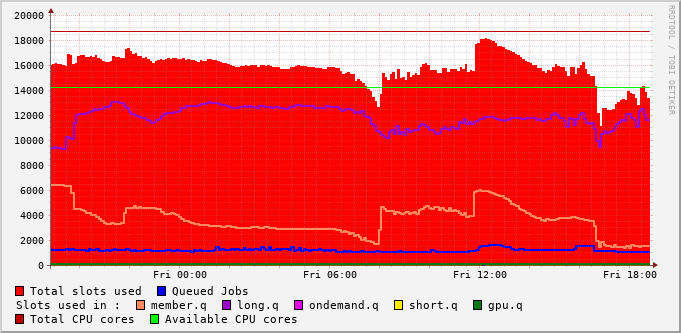 20000
18000
16000
14000
12000
10000
8000
6000
4000
2000
0
Fri 00:00 Fri 06:00 Fri 12:00 Fri 18:00
Total slots used Queued Jobs
Slots used in : member.q long.q ondemand.q short.q gpu.q
Total CPU cores Available CPU cores
RRDTOOL / TOBI OETIKER